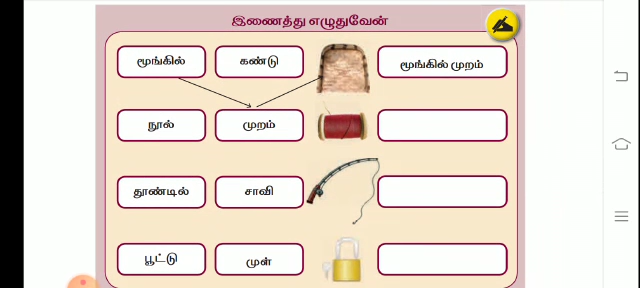 இணைத்து எழுதுவேன்
மூங்கில் கண்டு மூங்கில் முறம்
நூல் முறம்
தூண்டில் சாவி
பூட்டு முள்